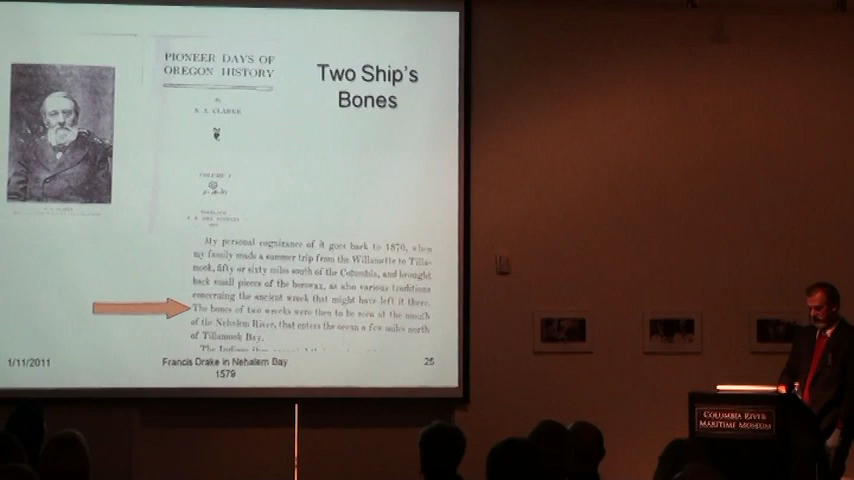 PIONEER DAYS OF
OREGON HISTORY
By
S. A. CLARKE
VOLUME I
Two Ship's
Bones
My personal cognizance of it goes back to 1870, when
my family made a summer trip from the Willamette to Tilla-
mook, fifty or sixty miles south of the Columbia, and brought
back small pieces of the beeswax, as also various traditions
concerning the ancient wreck that might have left it there.
The bones of two wrecks were then to be seen at the mouth
of the Nehalem River, that enters the ocean a few miles north
of Tillamook Bay.
The Indians
1/11/2011
Francis Drake in Nehalem Bay
1579
25
COLUMBIA RIVER
MARITIME MUSEUM